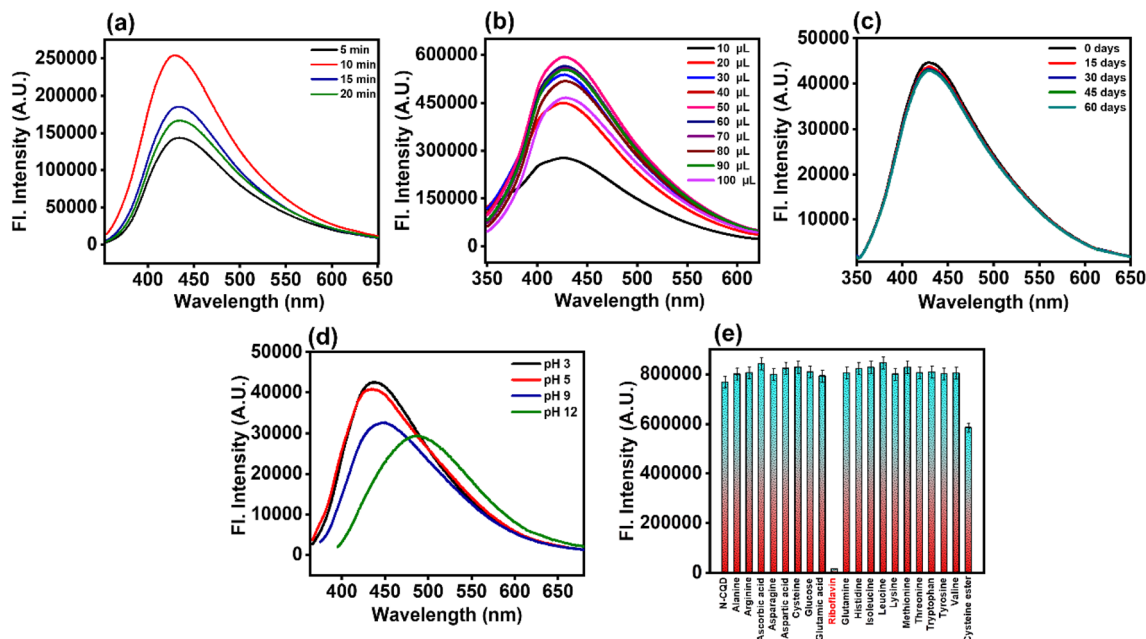 (a)
Fl. Intensity (A.U.)
250000
200000
150000
100000
50000
0
400 450 500 550 600 650
Wavelength (nm)
5 min
10 min
15 min
20 min
(b)
Fl. Intensity (A.U.)
600000
450000
300000
150000
0
350 400 450 500 550 600
Wavelength (nm)
10 µL
20 µL
30 µL
40 µL
50 µL
60 µL
70 µL
80 µL
90 µL
100 µL
(c)
Fl. Intensity (A.U.)
50000
40000
30000
20000
10000
0
350 400 450 500 550 600 650
Wavelength (nm)
0 days
15 days
30 days
45 days
60 days
(d)
Fl. Intensity (A.U.)
50000
40000
30000
20000
10000
0
400 450 500 550 600 650
Wavelength (nm)
pH 3
pH 5
pH 9
pH 12
(e)
Fl. Intensity (A.U.)
800000
600000
400000
200000
0
N-CQD
Alanine
Arginine
Ascorbic acid
Asparagine
Aspartic acid
Cysteine
Glucose
Glutamic acid
Riboflavin
Glutamine
Histidine
Isoleucine
Leucine
Lysine
Methionine
Threonine
Tryptophan
Tyrosine
Valine
Cysteine ester